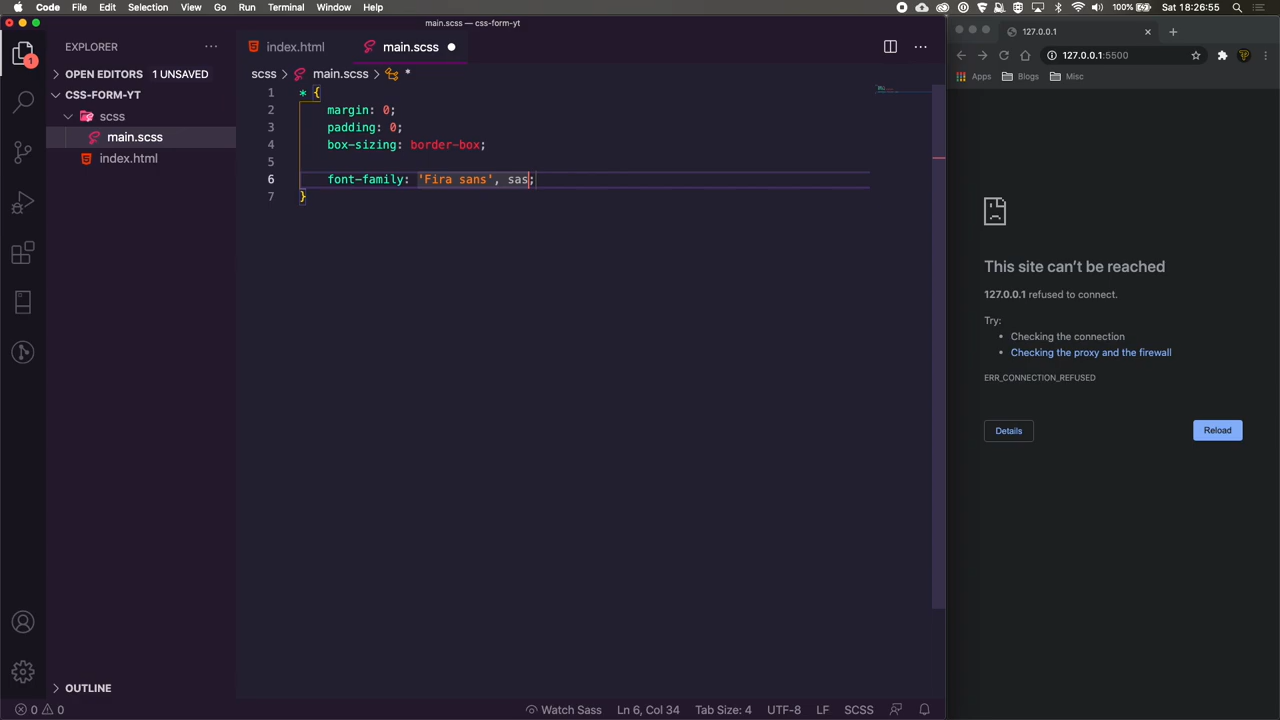 Code File Edit Selection View Go Run Terminal Window Help
100% Sat 18:26:55
main.scss — css-form-yt
EXPLORER
1
OPEN EDITORS 1 UNSAVED
CSS-FORM-YT
scss
main.scss
index.html
OUTLINE
index.html main.scss
scss > main.scss > *
1 * {
2 margin: 0;
3 padding: 0;
4 box-sizing: border-box;
5
6 font-family: 'Fira sans', sas;
7 }
0 0 Watch Sass Ln 6, Col 34 Tab Size: 4 UTF-8 LF SCSS
127.0.0.1
127.0.0.1:5500
Apps Blogs Misc
This site can't be reached
127.0.0.1 refused to connect.
Try:
• Checking the connection
• Checking the proxy and the firewall
ERR_CONNECTION_REFUSED
Details Reload